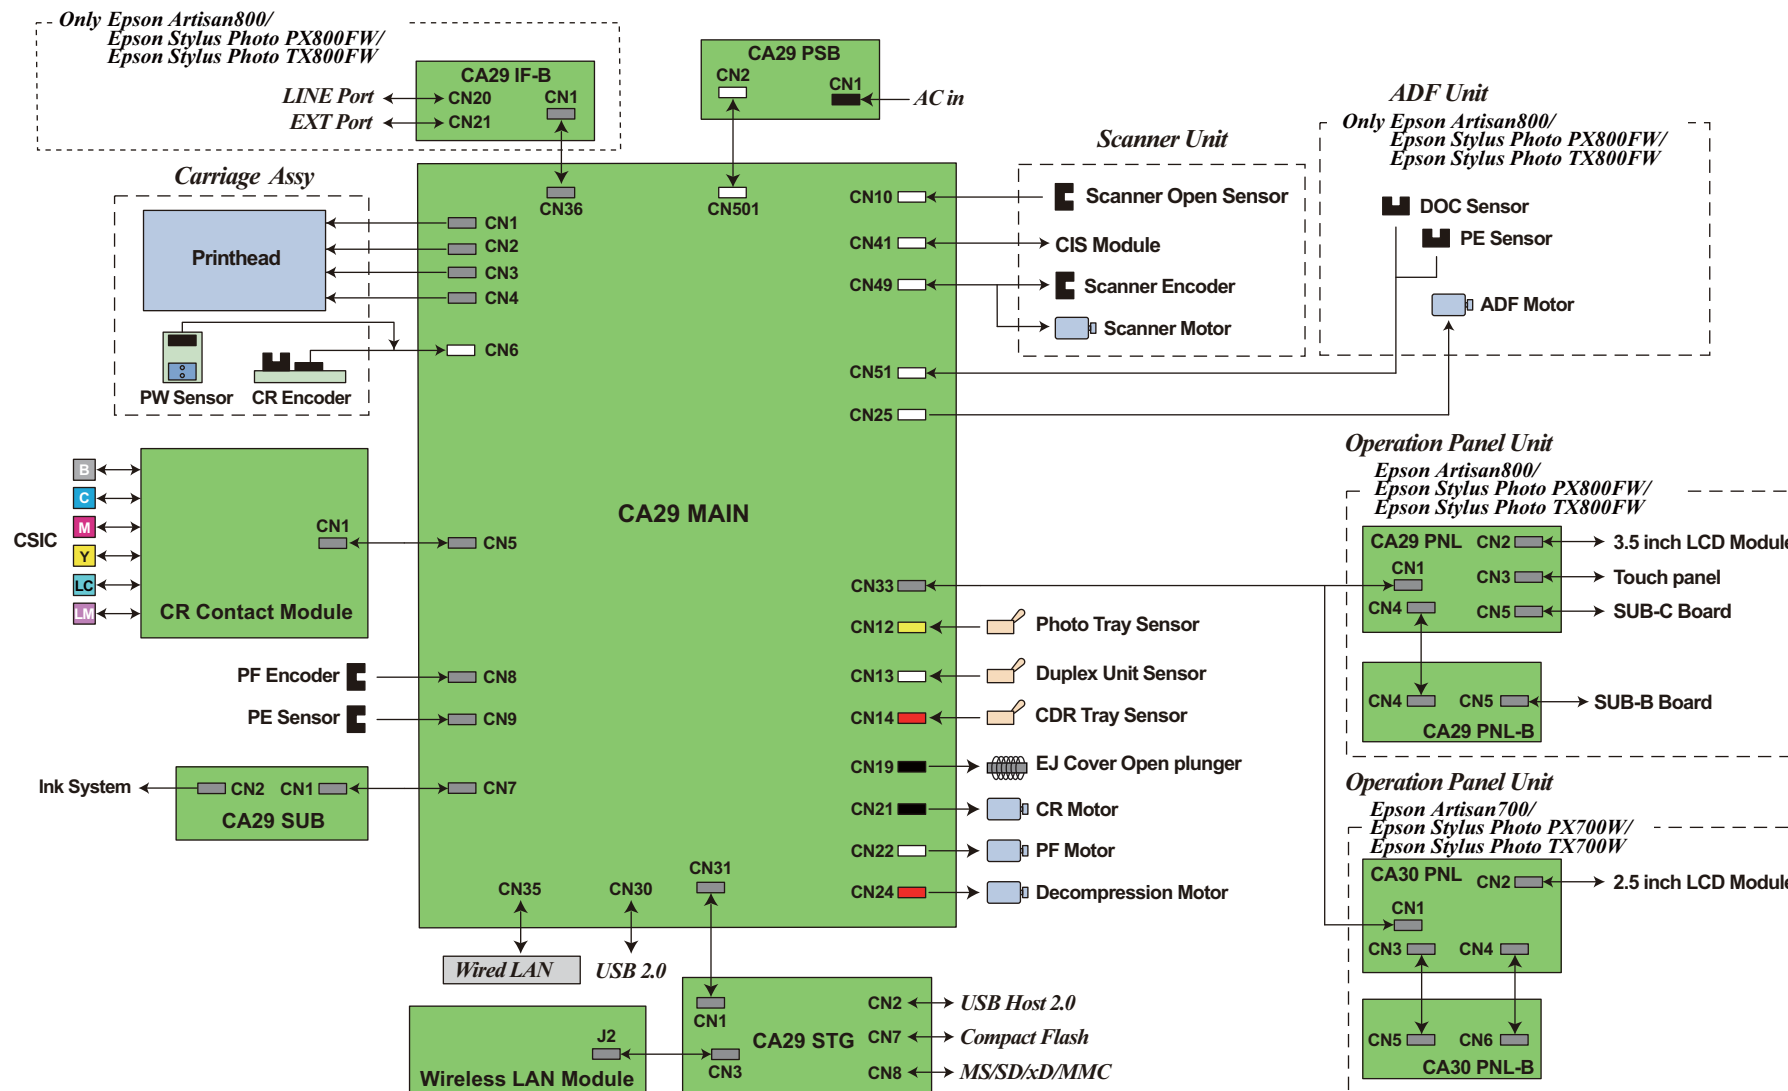 Only Epson Artisan800/
Epson Stylus Photo PX800FW/
Epson Stylus Photo TX800FW
CA29 IF-B
LINE Port
CN20
CN1
EXT Port
CN21
CA29 PSB
CN2
CN1
AC in
ADF Unit
Only Epson Artisan800/
Epson Stylus Photo PX800FW/
Epson Stylus Photo TX800FW
DOC Sensor
PE Sensor
ADF Motor
Scanner Unit
Scanner Open Sensor
CIS Module
Scanner Encoder
Scanner Motor
Carriage Assy
Printhead
PW Sensor
CR Encoder
CN36
CN501
CN1
CN2
CN3
CN4
CN6
CN10
CN41
CN49
CN51
CN25
CA29 MAIN
CSIC
B
C
M
Y
LC
LM
CN1
CR Contact Module
CN5
PF Encoder
CN8
PE Sensor
CN9
Ink System
CN2
CN1
CA29 SUB
CN7
CN33
CN12
Photo Tray Sensor
CN13
Duplex Unit Sensor
CN14
CDR Tray Sensor
CN19
EJ Cover Open plunger
CN21
CR Motor
CN22
PF Motor
CN24
Decompression Motor
Operation Panel Unit
Epson Artisan800/
Epson Stylus Photo PX800FW/
Epson Stylus Photo TX800FW
CA29 PNL
CN2
3.5 inch LCD Module
CN1
CN3
Touch panel
CN4
CN5
SUB-C Board
CN4
CN5
SUB-B Board
CA29 PNL-B
Operation Panel Unit
Epson Artisan700/
Epson Stylus Photo PX700W/
Epson Stylus Photo TX700W
CA30 PNL
CN2
2.5 inch LCD Module
CN1
CN3
CN4
CN5
CN6
CA30 PNL-B
CN35
CN30
CN31
Wired LAN
USB 2.0
CN1
CA29 STG
CN2
USB Host 2.0
CN7
Compact Flash
CN8
MS/SD/xD/MMC
J2
CN3
Wireless LAN Module